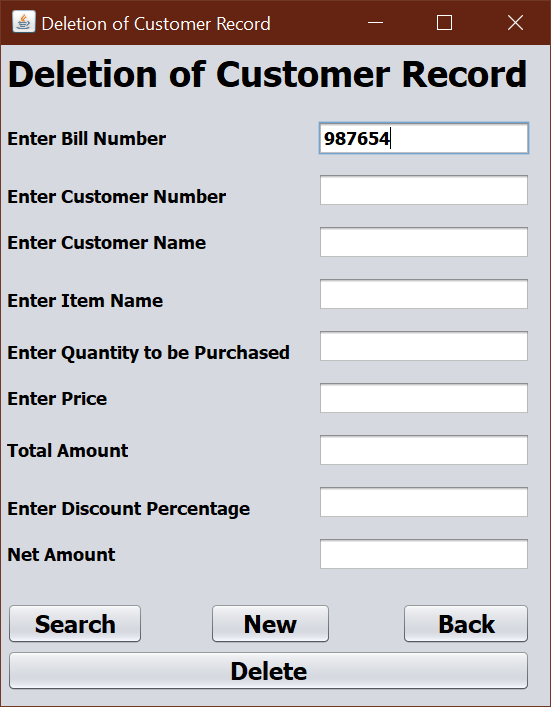 Deletion of Customer Record
Deletion of Customer Record
Enter Bill Number 987654
Enter Customer Number
Enter Customer Name
Enter Item Name
Enter Quantity to be Purchased
Enter Price
Total Amount
Enter Discount Percentage
Net Amount
Search New Back
Delete